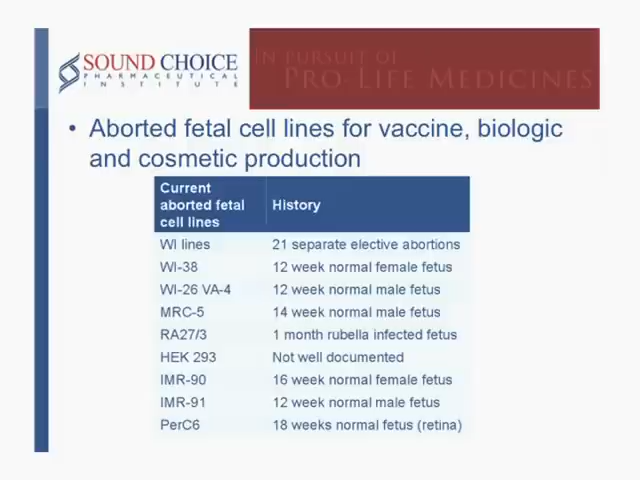 SOUND CHOICE
PHARMACEUTICAL
INSTITUTE
IN PURSUIT OF
PRO-LIFE MEDICINES
• Aborted fetal cell lines for vaccine, biologic
and cosmetic production
Current
aborted fetal
cell lines
History
WI lines 21 separate elective abortions
WI-38 12 week normal female fetus
WI-26 VA-4 12 week normal male fetus
MRC-5 14 week normal male fetus
RA27/3 1 month rubella infected fetus
HEK 293 Not well documented
IMR-90 16 week normal female fetus
IMR-91 12 week normal male fetus
PerC6 18 weeks normal fetus (retina)